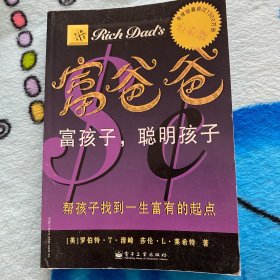 Rich Dad's
富爸爸
富孩子，聪明孩子
$ ¢
帮孩子找到一生富有的起点
[美]罗伯特·T·清崎 莎伦·L·莱希特 著
电子工业出版社